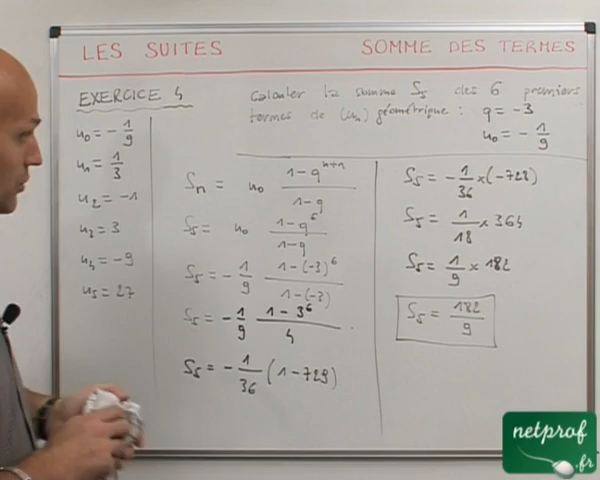 LES SUITES
SOMME DES TERMES
EXERCICE 4
Calculer la somme S₅ des 6 premiers
termes de (uₙ) géométrique : q = -3
u₀ = - 1/9
u₀ = - 1/9
u₁ = 1/3
u₂ = -1
u₃ = 3
u₄ = -9
u₅ = 27
Sₙ = u₀ (1-qⁿ⁺¹)/(1-q)
S₅ = u₀ (1-q⁶)/(1-q)
S₅ = - 1/9 (1-(-3)⁶)/(1-(-3))
S₅ = - 1/9 (1-3⁶)/4
S₅ = - 1/36 (1-729)
S₅ = - 1/36 × (-728)
S₅ = 1/18 × 364
S₅ = 1/9 × 182
S₅ = 182/9
netprof
.fr